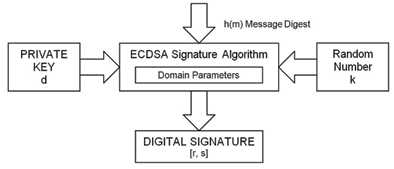 h(m) Message Digest
PRIVATE
KEY
d
ECDSA Signature Algorithm
Domain Parameters
Random
Number
k
DIGITAL SIGNATURE
[r, s]